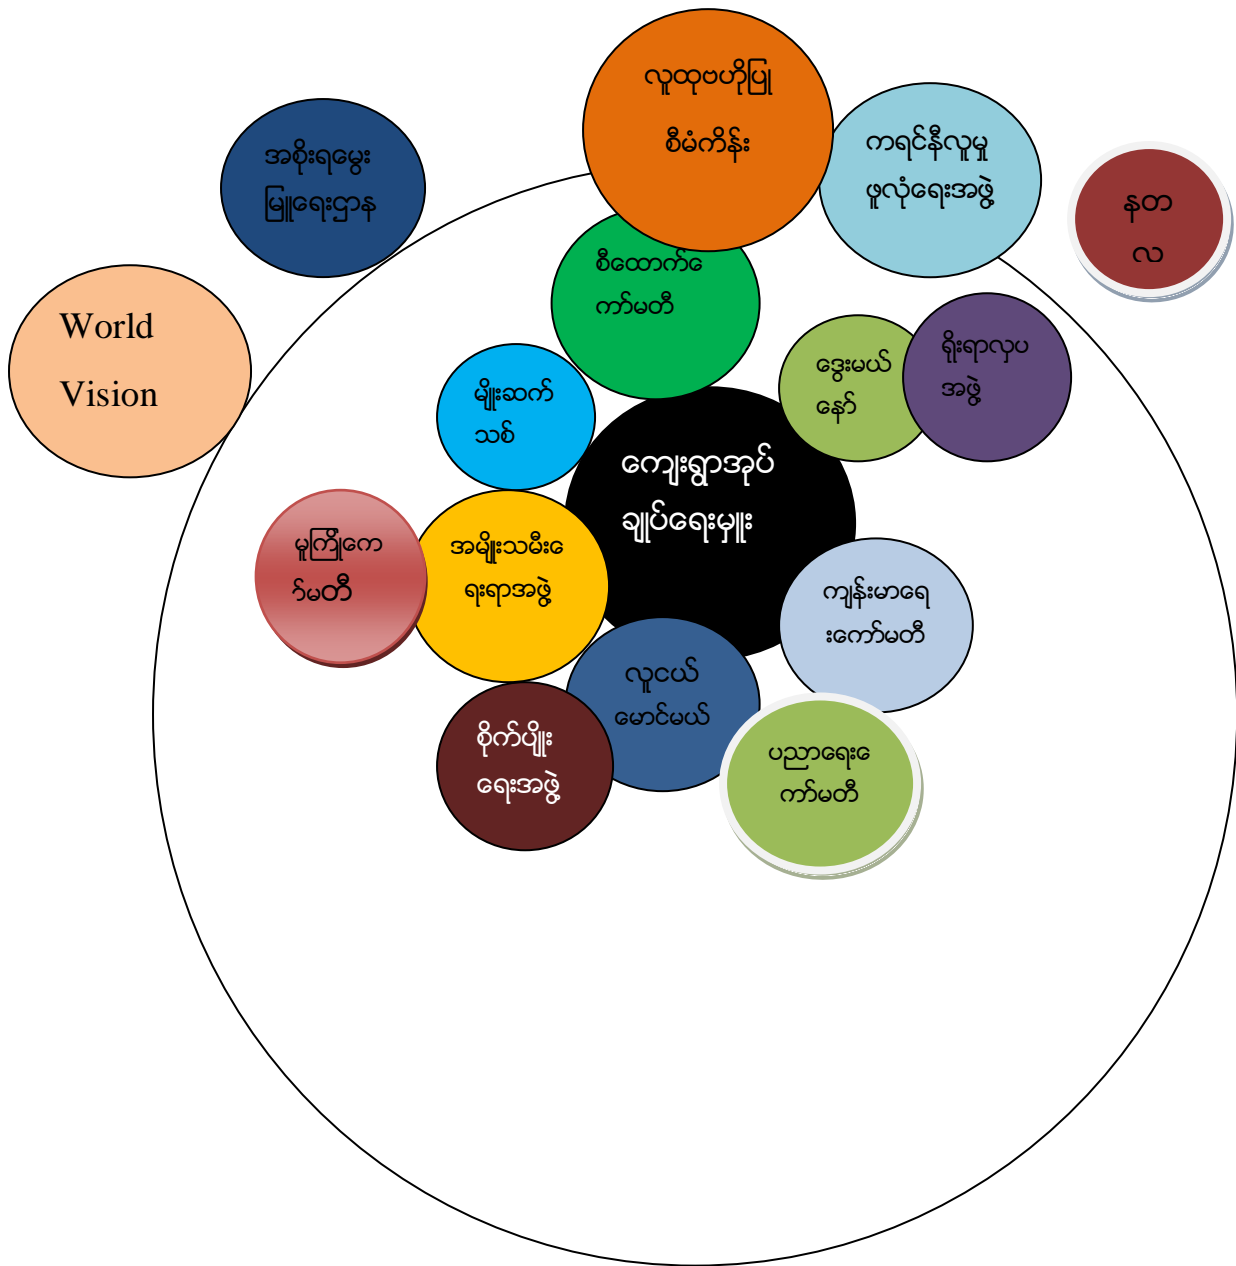 လူထုဗဟိုပြု
စီမံကိန်း
အစိုးရမွေး
မြူရေးဌာန
ကရင်နီလူမှု
ဖူလုံရေးအဖွဲ့
နတ
လ
စီထောက်ေ
ကာ်မတီ
World
Vision
ဒွေးမယ်
နော်
ရိုးရာလှပ
အဖွဲ့
မျိုးဆက်
သစ်
ကျေးရွာအုပ်
ချုပ်ရေးမှူး
မူကြိုကေ
ာ်မတီ
အမျိုးသမီးေ
ရးရာအဖွဲ့
ကျန်းမာရေ
းကော်မတီ
လူငယ်
မောင်မယ်
စိုက်ပျိုး
ရေးအဖွဲ့
ပညာရေးေ
ကာ်မတီ